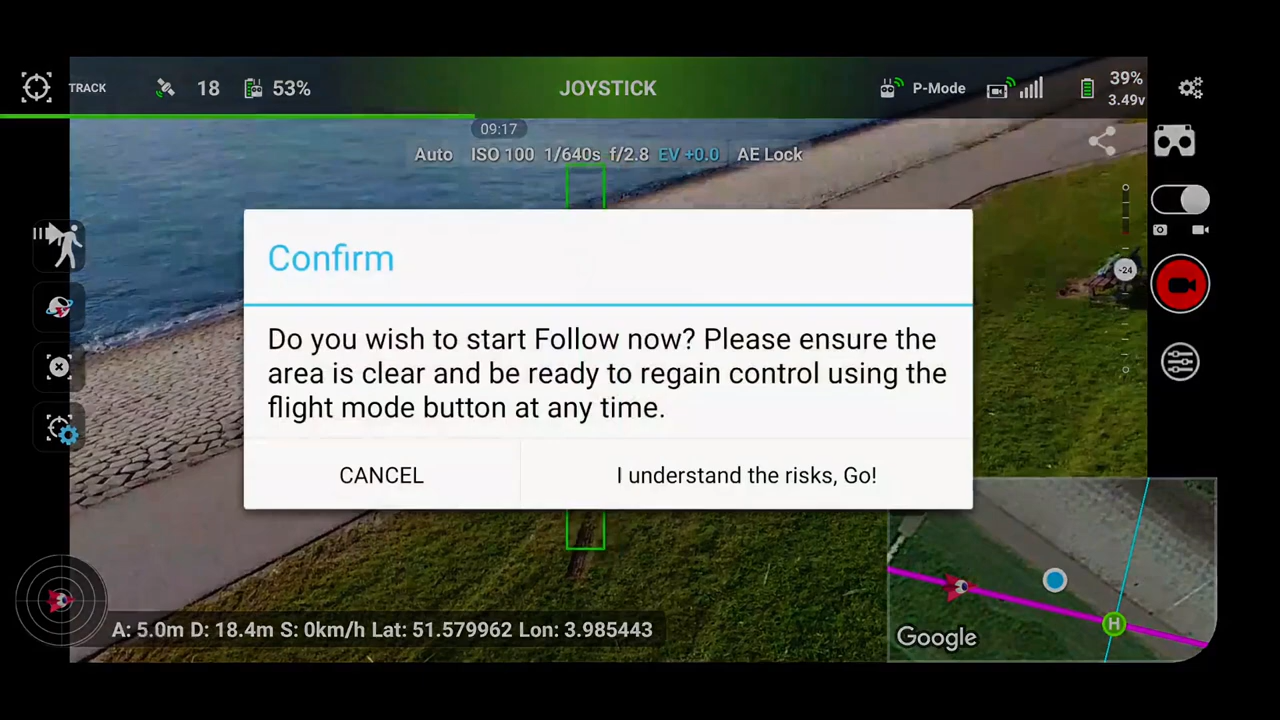 TRACK
18
53%
JOYSTICK
P-Mode
39%
3.49v
09:17
Auto ISO 100 1/640s f/2.8 EV +0.0 AE Lock
Confirm
Do you wish to start Follow now? Please ensure the
area is clear and be ready to regain control using the
flight mode button at any time.
CANCEL
I understand the risks, Go!
-24
H
Google
A: 5.0m D: 18.4m S: 0km/h Lat: 51.579962 Lon: 3.985443